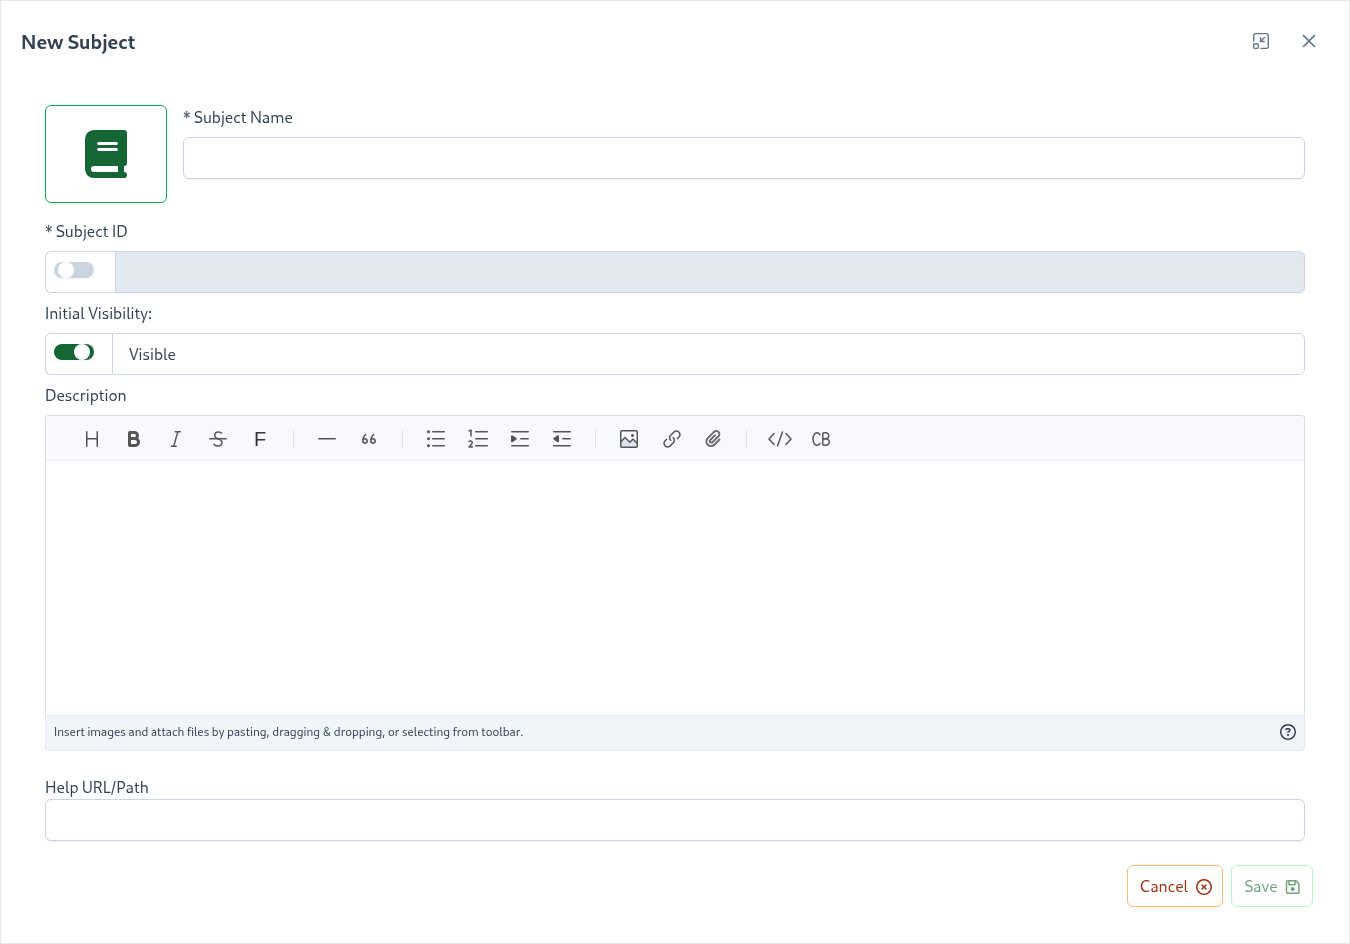 New Subject
* Subject Name
* Subject ID
Initial Visibility:
Visible
Description
H B I S F — 66 </> CB
Insert images and attach files by pasting, dragging & dropping, or selecting from toolbar.
Help URL/Path
Cancel
Save